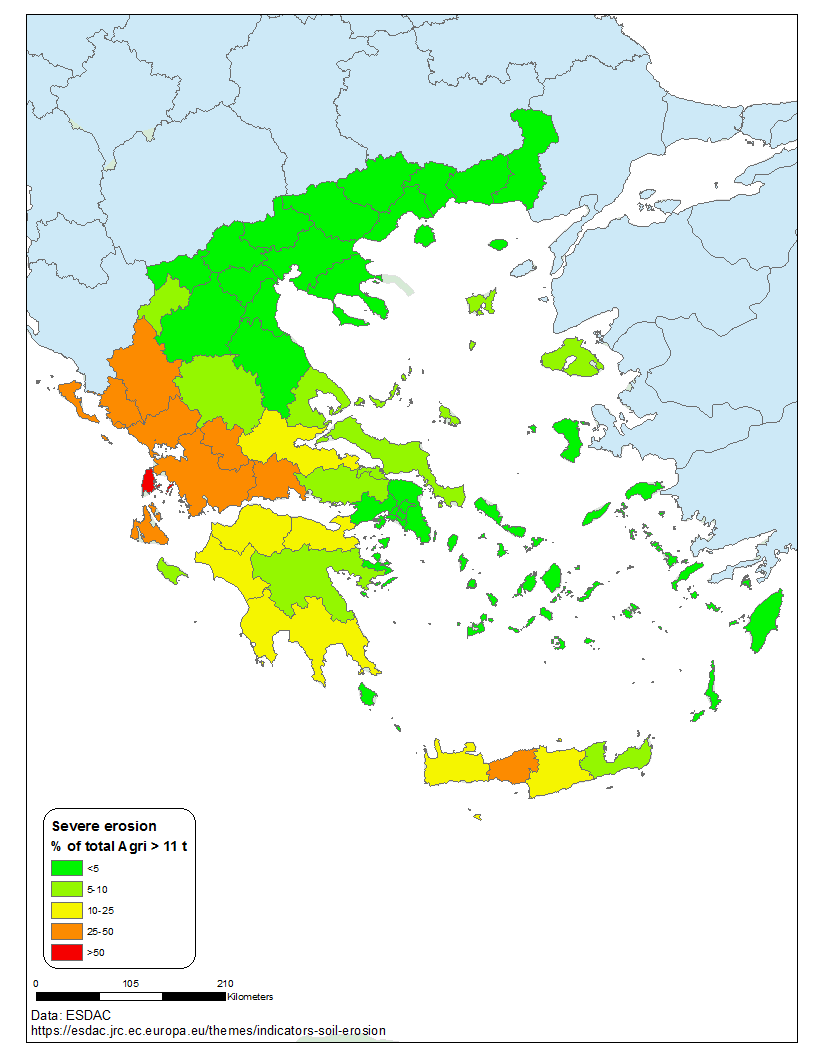 Severe erosion
% of total Agri > 11 t
<5
5-10
10-25
25-50
>50
0 105 210
Kilometers
Data: ESDAC
https://esdac.jrc.ec.europa.eu/themes/indicators-soil-erosion